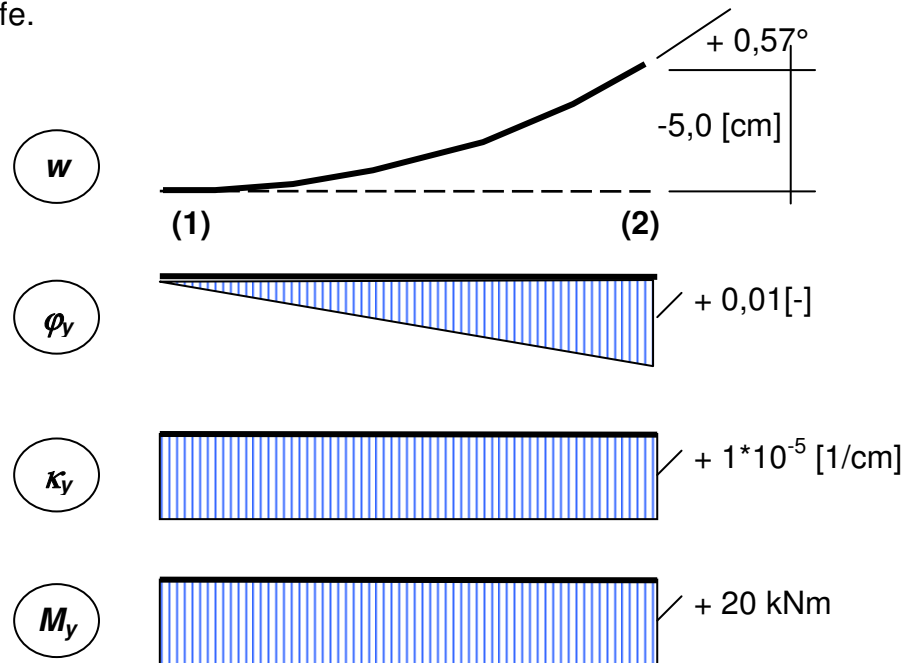 fe.
+ 0,57°
-5,0 [cm]
w
(1) (2)
φy
+ 0,01[-]
κy
+ 1*10-5 [1/cm]
My
+ 20 kNm